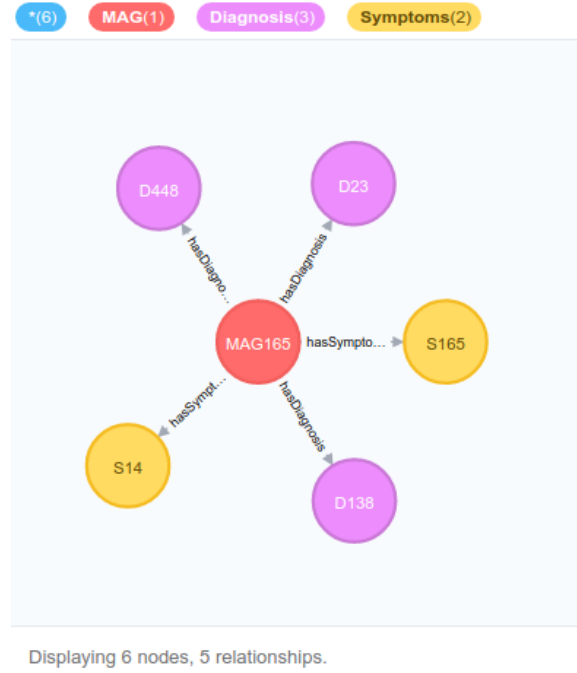 *(6) MAG(1) Diagnosis(3) Symptoms(2)
D448
D23
hasDiagno...
hasDiagnosis
MAG165
hasSympto...
S165
hasSympt...
hasDiagnosis
S14
D138
Displaying 6 nodes, 5 relationships.